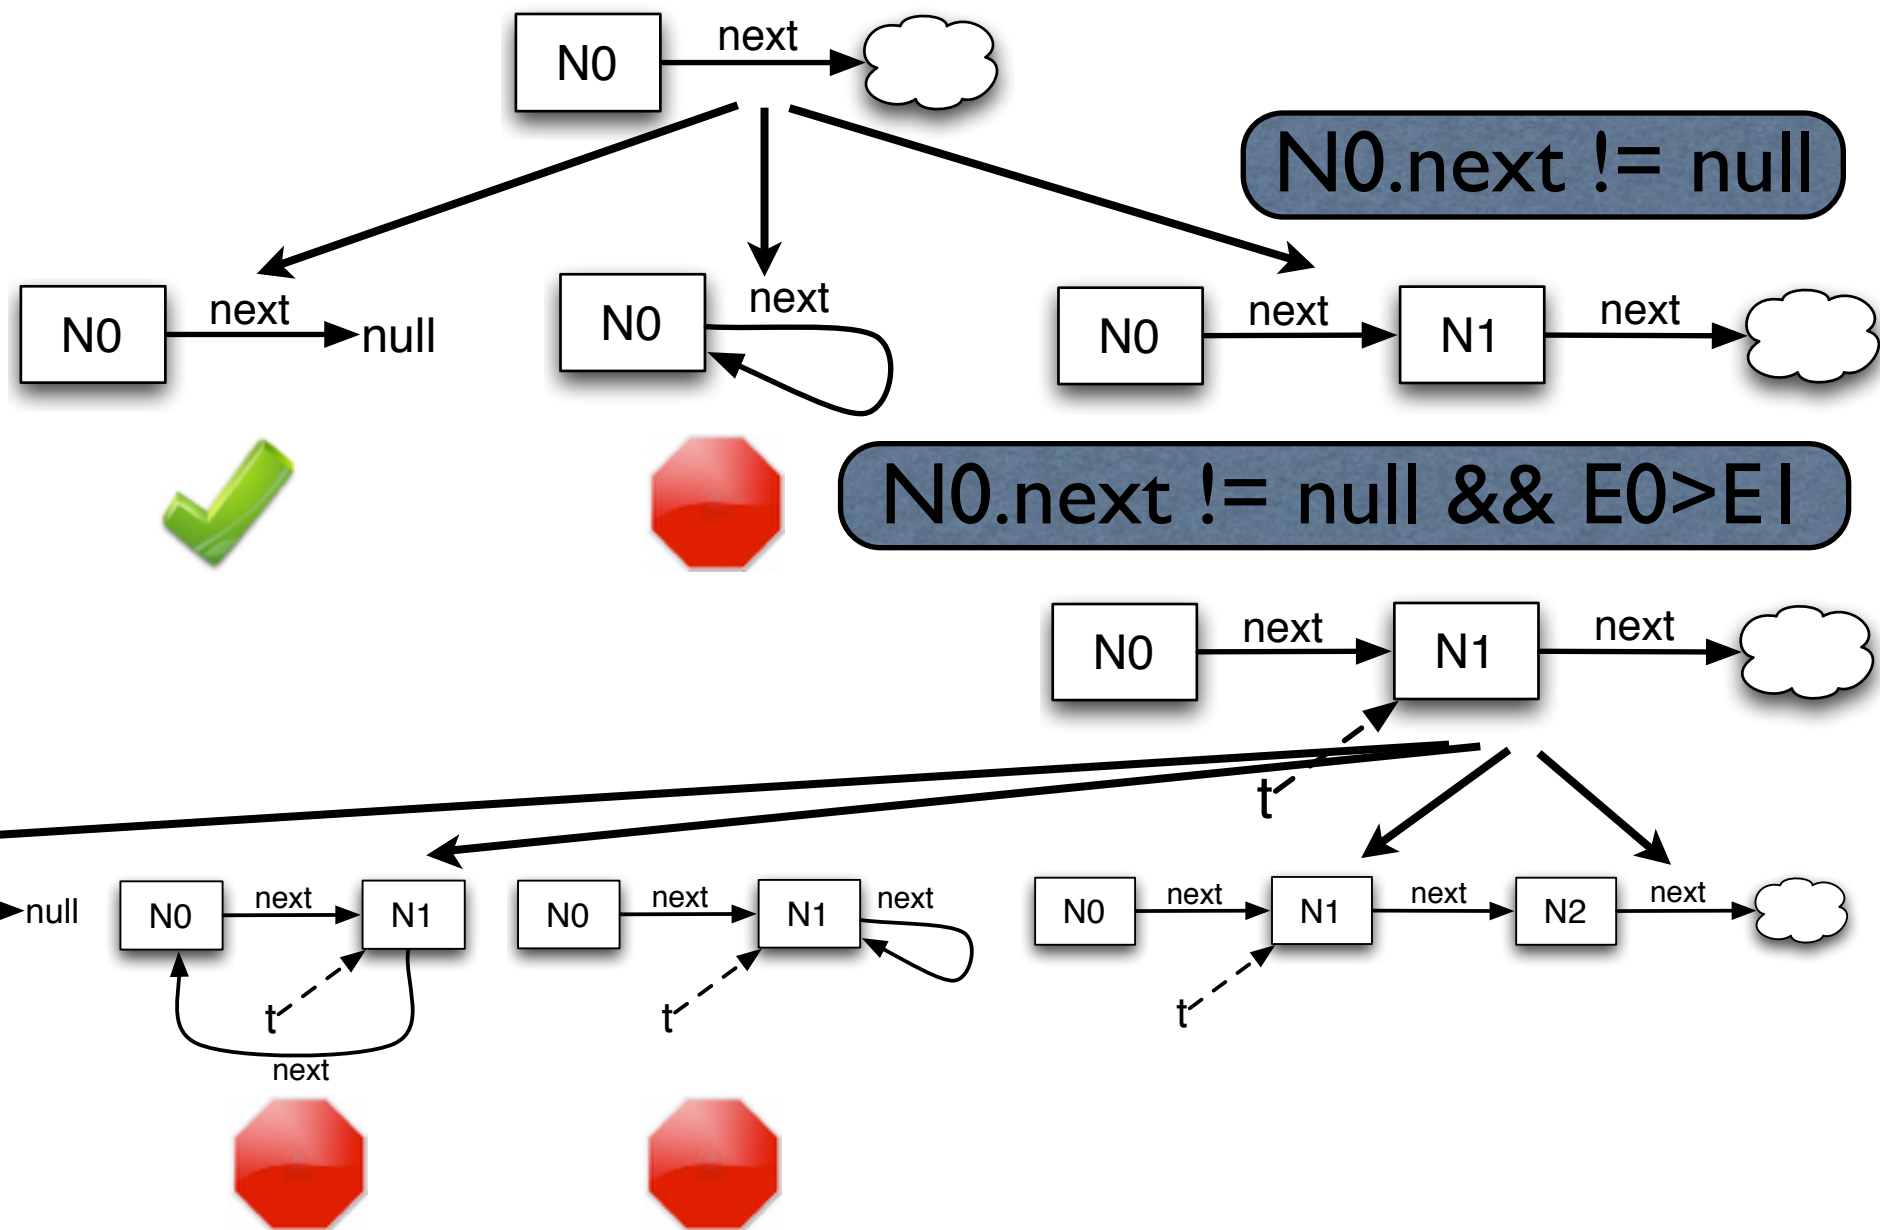 N0 next
N0.next != null
N0 next null
N0 next
N0 next N1 next
N0.next != null && E0>E1
N0 next N1 next
t
null
N0 next N1
t
next
N0 next N1 next
t
N0 next N1 next N2 next
t